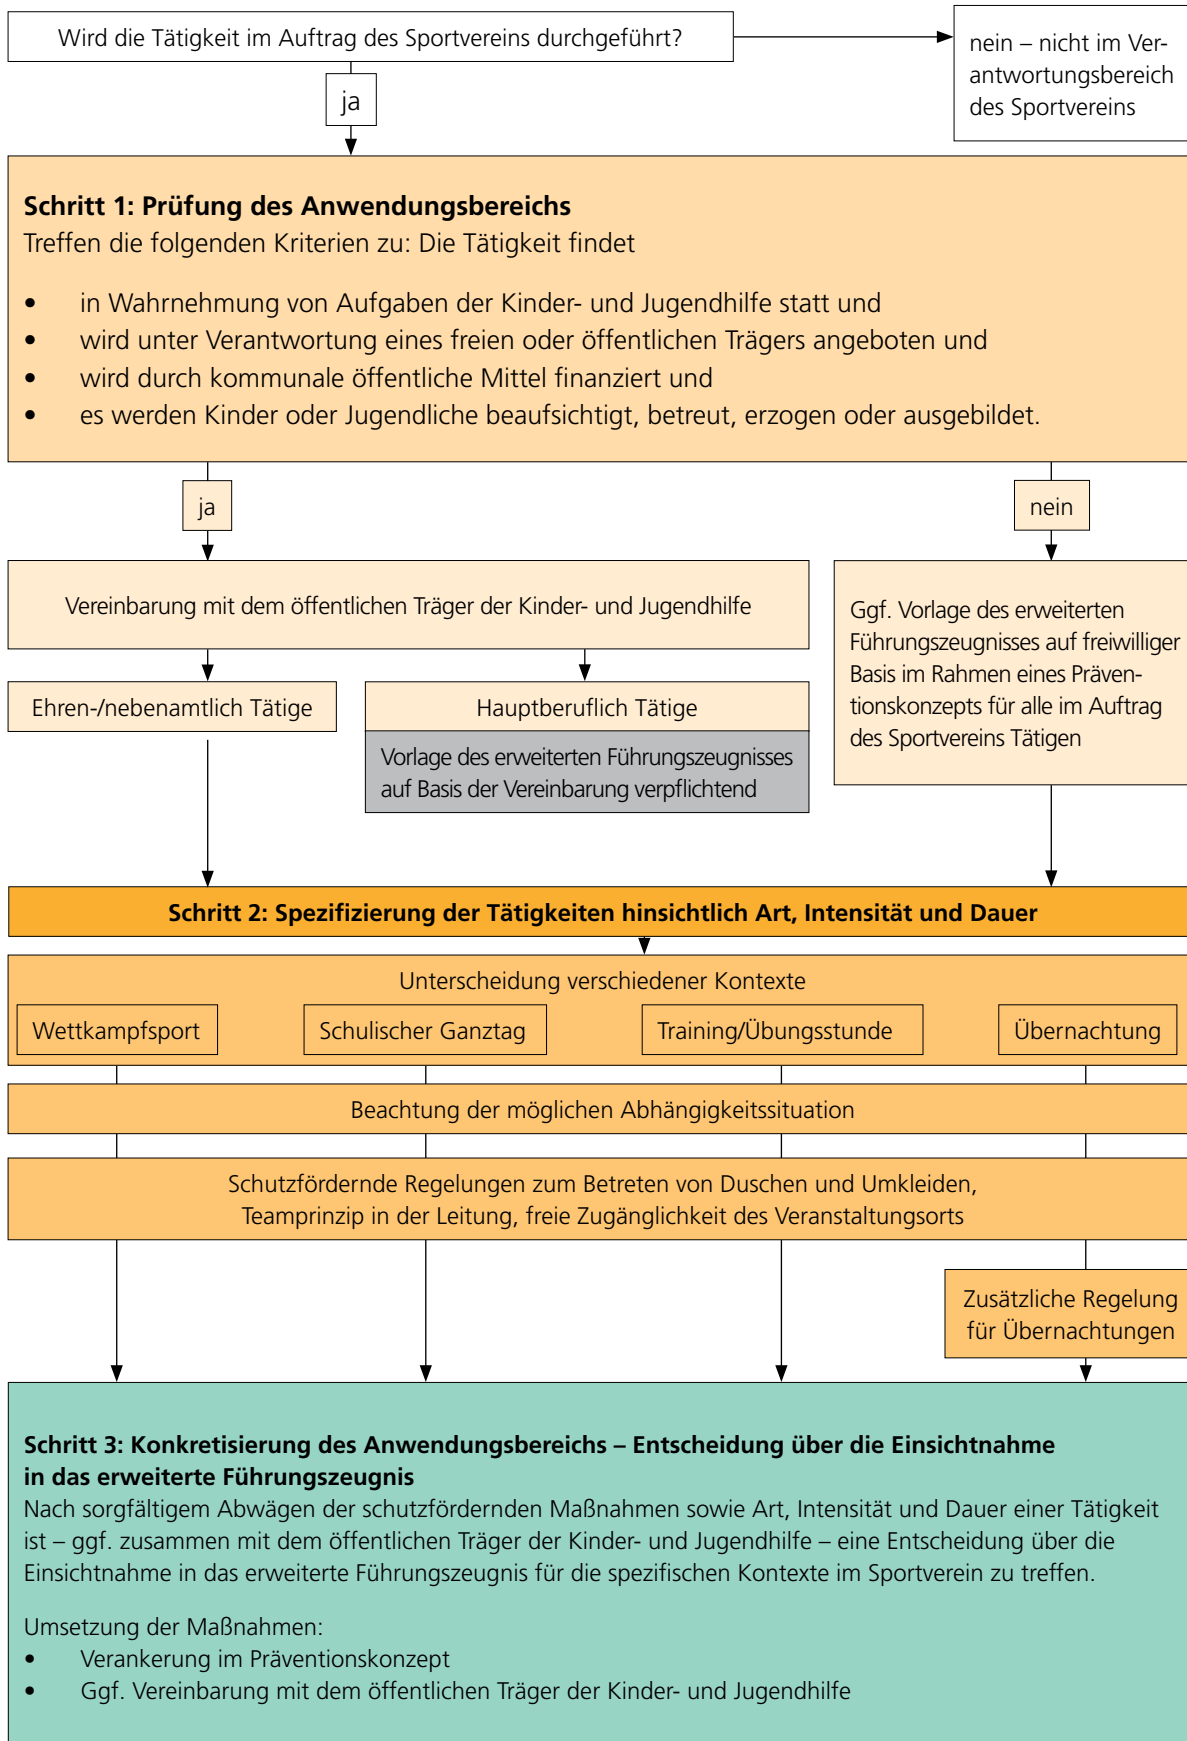 Wird die Tätigkeit im Auftrag des Sportvereins durchgeführt?
nein – nicht im Ver-
antwortungsbereich
des Sportvereins
ja
Schritt 1: Prüfung des Anwendungsbereichs
Treffen die folgenden Kriterien zu: Die Tätigkeit findet
• in Wahrnehmung von Aufgaben der Kinder- und Jugendhilfe statt und
• wird unter Verantwortung eines freien oder öffentlichen Trägers angeboten und
• wird durch kommunale öffentliche Mittel finanziert und
• es werden Kinder oder Jugendliche beaufsichtigt, betreut, erzogen oder ausgebildet.
ja
nein
Vereinbarung mit dem öffentlichen Träger der Kinder- und Jugendhilfe
Ehren-/nebenamtlich Tätige
Hauptberuflich Tätige
Vorlage des erweiterten Führungszeugnisses
auf Basis der Vereinbarung verpflichtend
Ggf. Vorlage des erweiterten
Führungszeugnisses auf freiwilliger
Basis im Rahmen eines Präven-
tionskonzepts für alle im Auftrag
des Sportvereins Tätigen
Schritt 2: Spezifizierung der Tätigkeiten hinsichtlich Art, Intensität und Dauer
Unterscheidung verschiedener Kontexte
Wettkampfsport
Schulischer Ganztag
Training/Übungsstunde
Übernachtung
Beachtung der möglichen Abhängigkeitssituation
Schutzfördernde Regelungen zum Betreten von Duschen und Umkleiden,
Teamprinzip in der Leitung, freie Zugänglichkeit des Veranstaltungsorts
Zusätzliche Regelung
für Übernachtungen
Schritt 3: Konkretisierung des Anwendungsbereichs – Entscheidung über die Einsichtnahme
in das erweiterte Führungszeugnis
Nach sorgfältigem Abwägen der schutzfördernden Maßnahmen sowie Art, Intensität und Dauer einer Tätigkeit
ist – ggf. zusammen mit dem öffentlichen Träger der Kinder- und Jugendhilfe – eine Entscheidung über die
Einsichtnahme in das erweiterte Führungszeugnis für die spezifischen Kontexte im Sportverein zu treffen.
Umsetzung der Maßnahmen:
• Verankerung im Präventionskonzept
• Ggf. Vereinbarung mit dem öffentlichen Träger der Kinder- und Jugendhilfe